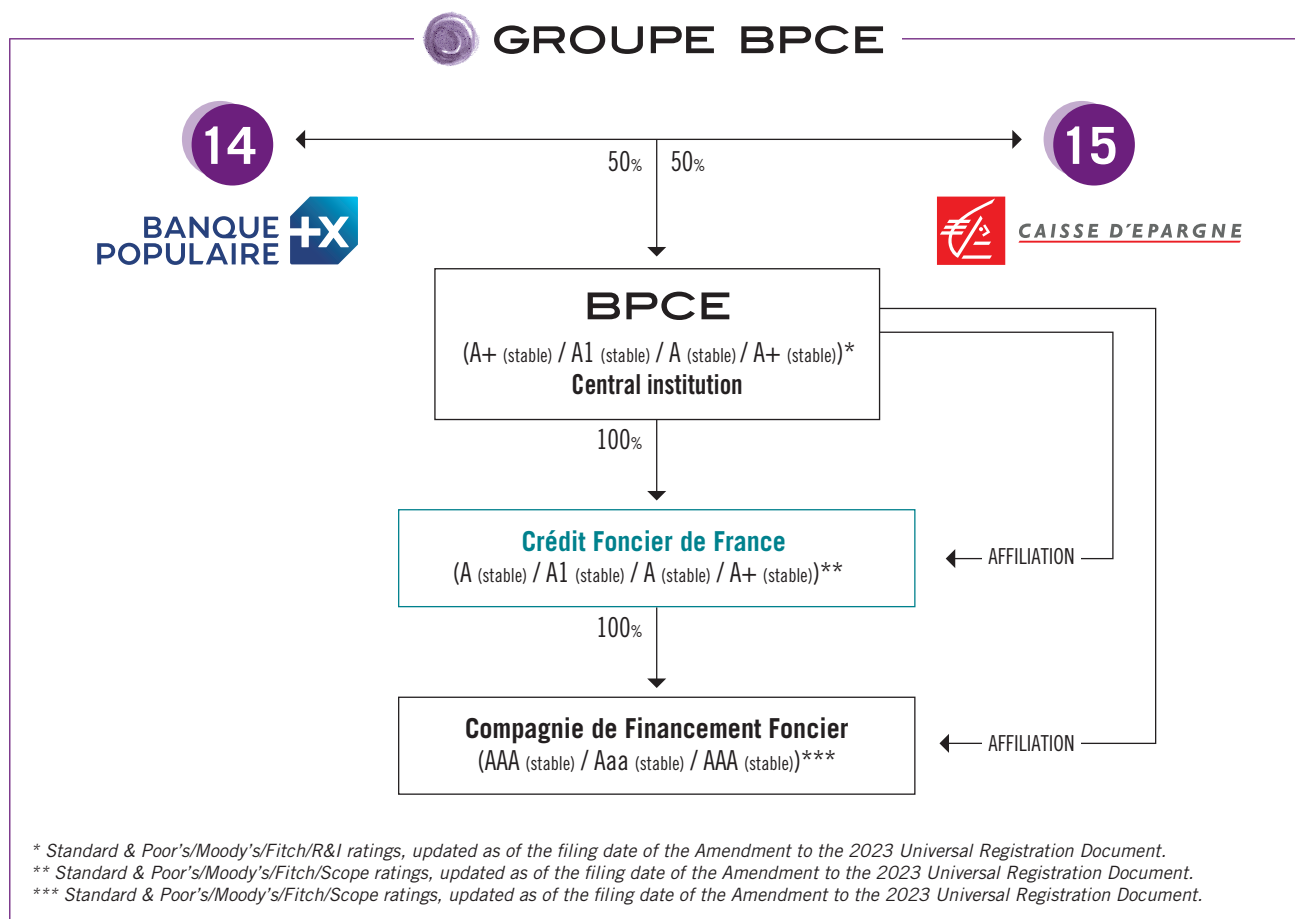 GROUPE BPCE
14
15
50% 50%
BANQUE
POPULAIRE
+X
CAISSE D'EPARGNE
BPCE
(A+ (stable) / A1 (stable) / A (stable) / A+ (stable))*
Central institution
100%
Crédit Foncier de France
(A (stable) / A1 (stable) / A (stable) / A+ (stable))**
AFFILIATION
100%
Compagnie de Financement Foncier
(AAA (stable) / Aaa (stable) / AAA (stable))***
AFFILIATION
* Standard & Poor's/Moody's/Fitch/R&I ratings, updated as of the filing date of the Amendment to the 2023 Universal Registration Document.
** Standard & Poor's/Moody's/Fitch/Scope ratings, updated as of the filing date of the Amendment to the 2023 Universal Registration Document.
*** Standard & Poor's/Moody's/Fitch/Scope ratings, updated as of the filing date of the Amendment to the 2023 Universal Registration Document.